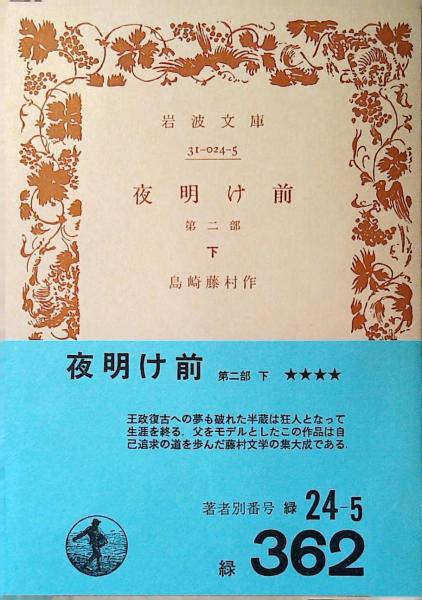 岩波文庫
31-024-5
夜明け前
第二部
下
島崎藤村作
夜明け前 第二部 下 ★★★★
王政復古への夢も破れた半蔵は狂人となって
生涯を終る。父をモデルとしたこの作品は自
己追求の道を歩んだ藤村文学の集大成である。
著者別番号 緑 24-5
緑 362